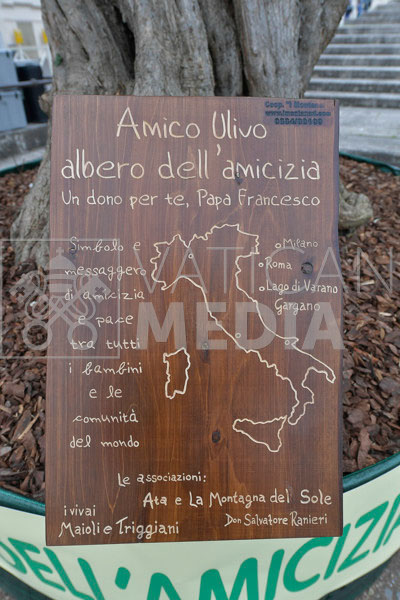 Coop. "I Montana
Amico Ulivo
albero dell'amicizia
Un dono per te, Papa Francesco
Simbolo e
messaggero
di amicizia
e pace
tra tutti
i bambini
e le
comunità
del mondo
Milano
Roma
Lago di Varano
Gargano
le associazioni:
Ata e La Montagna del Sole
Don Salvatore Ranieri
i vivai
Maioli e Triggiani
DELL'AMICIZIA
VATICAN
MEDIA